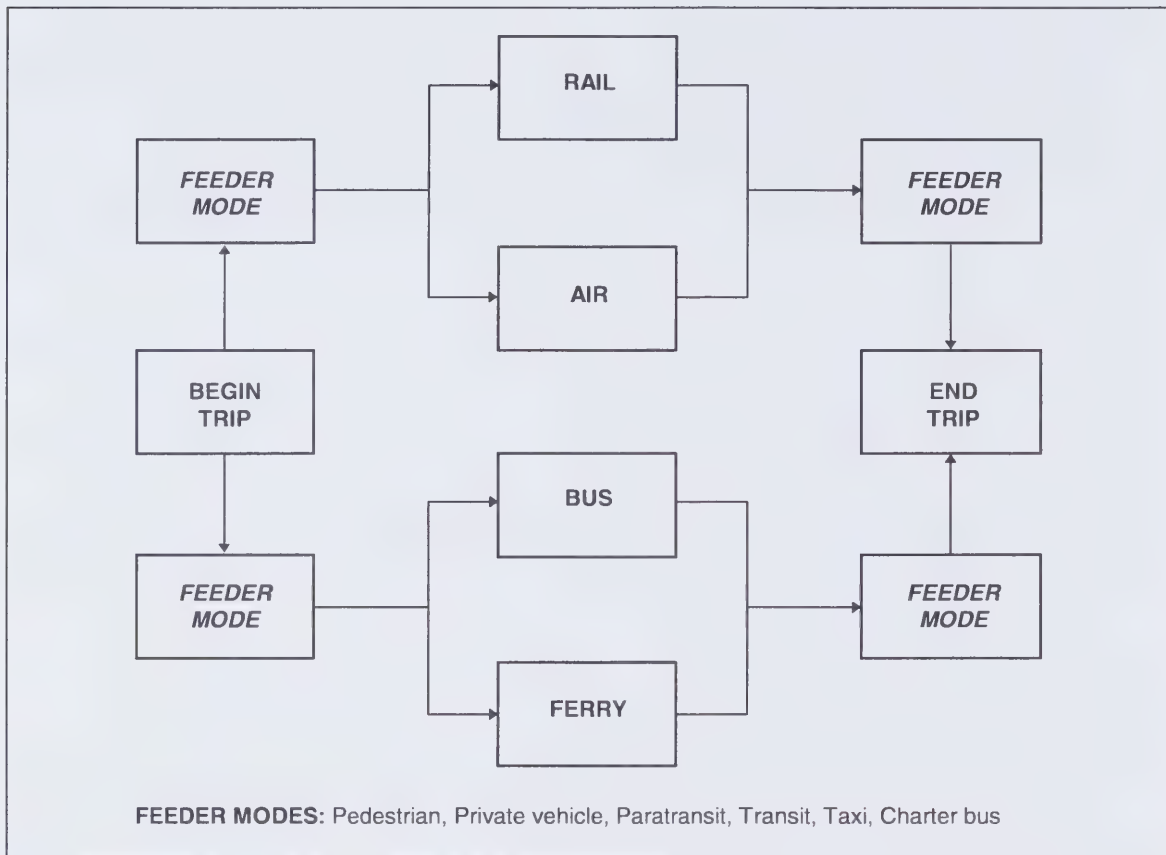 RAIL
FEEDER
MODE
FEEDER
MODE
AIR
BEGIN
TRIP
END
TRIP
BUS
FEEDER
MODE
FEEDER
MODE
FERRY
FEEDER MODES: Pedestrian, Private vehicle, Paratransit, Transit, Taxi, Charter bus